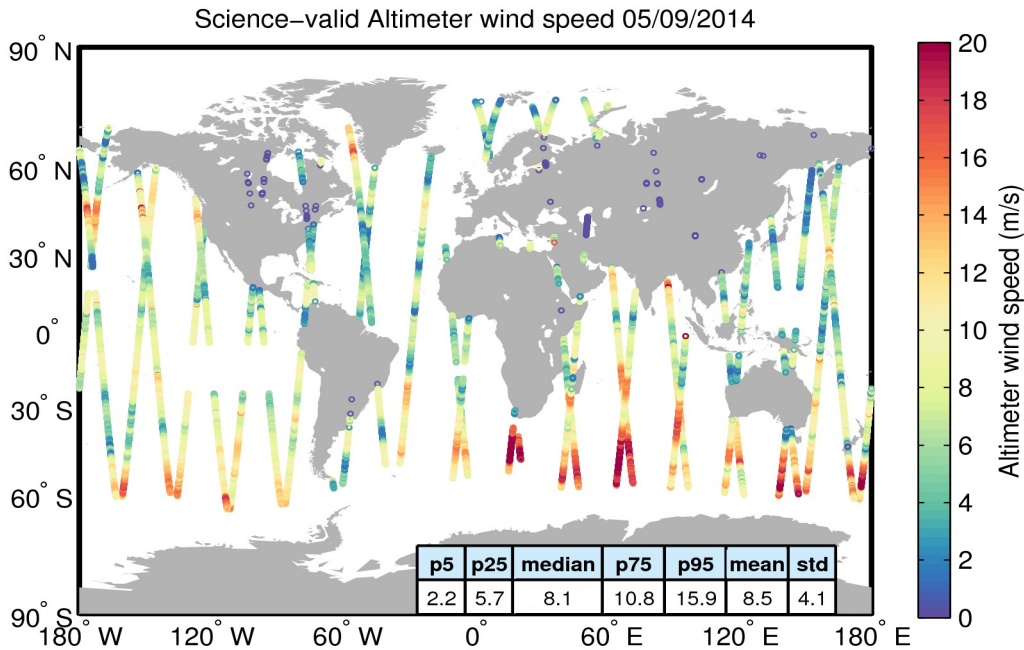 Science−valid Altimeter wind speed 05/09/2014
90° N
60° N
30° N
0°
30° S
60° S
90° S
180° W
120° W
60° W
0°
60° E
120° E
180° E
p5 p25 median p75 p95 mean std
2.2 5.7 8.1 10.8 15.9 8.5 4.1
20
18
16
14
12
10
8
6
4
2
0
Altimeter wind speed (m/s)